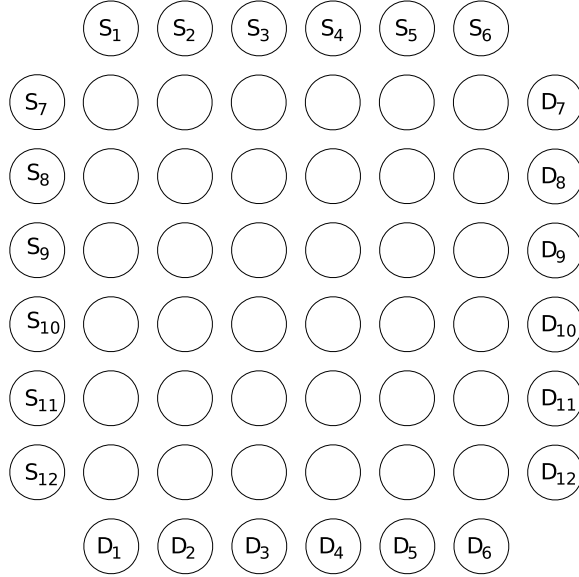 S₁ S₂ S₃ S₄ S₅ S₆
S₇ D₇
S₈ D₈
S₉ D₉
S₁₀ D₁₀
S₁₁ D₁₁
S₁₂ D₁₂
D₁ D₂ D₃ D₄ D₅ D₆